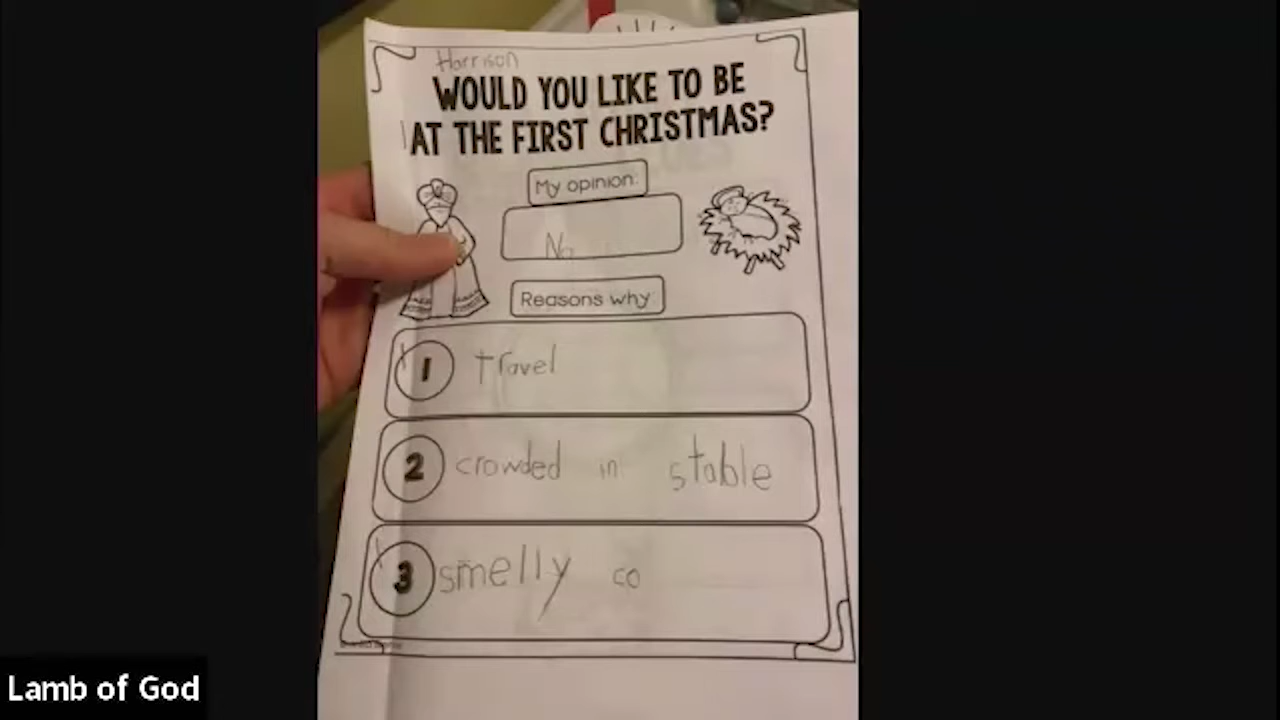 Harrison
WOULD YOU LIKE TO BE
AT THE FIRST CHRISTMAS?
My opinion:
No
Reasons why:
1 travel
2 crowded in stable
3 smelly co
Lamb of God